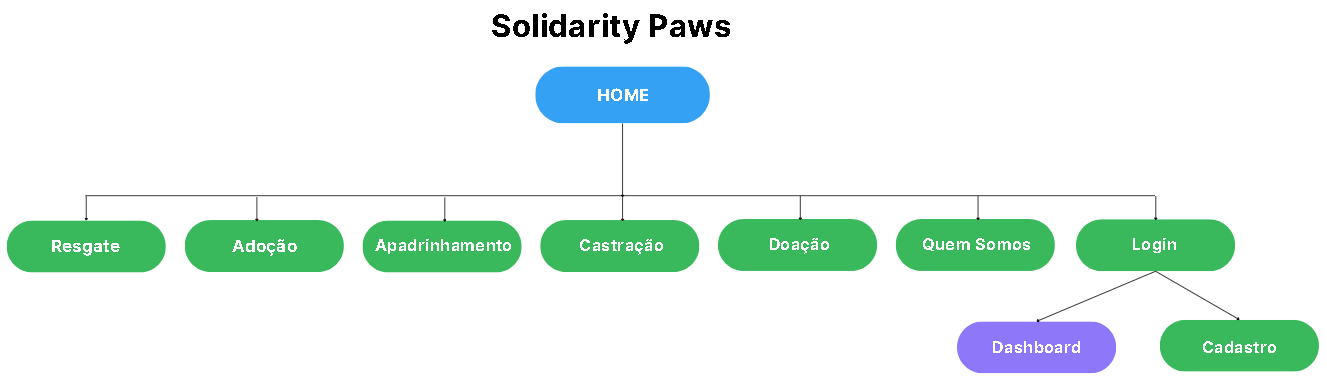 Solidarity Paws
HOME
Resgate
Adoção
Apadrinhamento
Castração
Doação
Quem Somos
Login
Dashboard
Cadastro